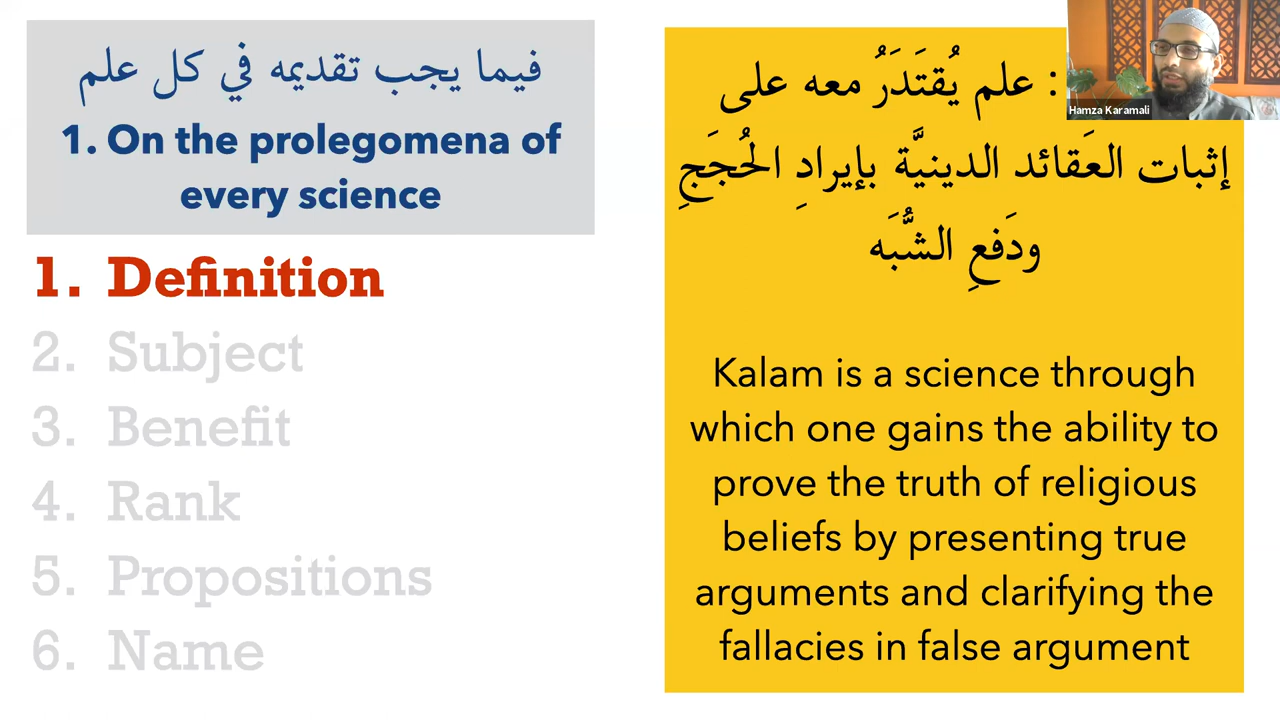 فيما يجب تقديمه في كل علم
1. On the prolegomena of
every science
1. Definition
2. Subject
3. Benefit
4. Rank
5. Propositions
6. Name
: علم يُقتَدَرُ معه على
إثبات العَقائد الدينيَّة بإيرادِ الحُجَجِ
ودَفعِ الشُّبَه
Kalam is a science through
which one gains the ability to
prove the truth of religious
beliefs by presenting true
arguments and clarifying the
fallacies in false argument
Hamza Karamali